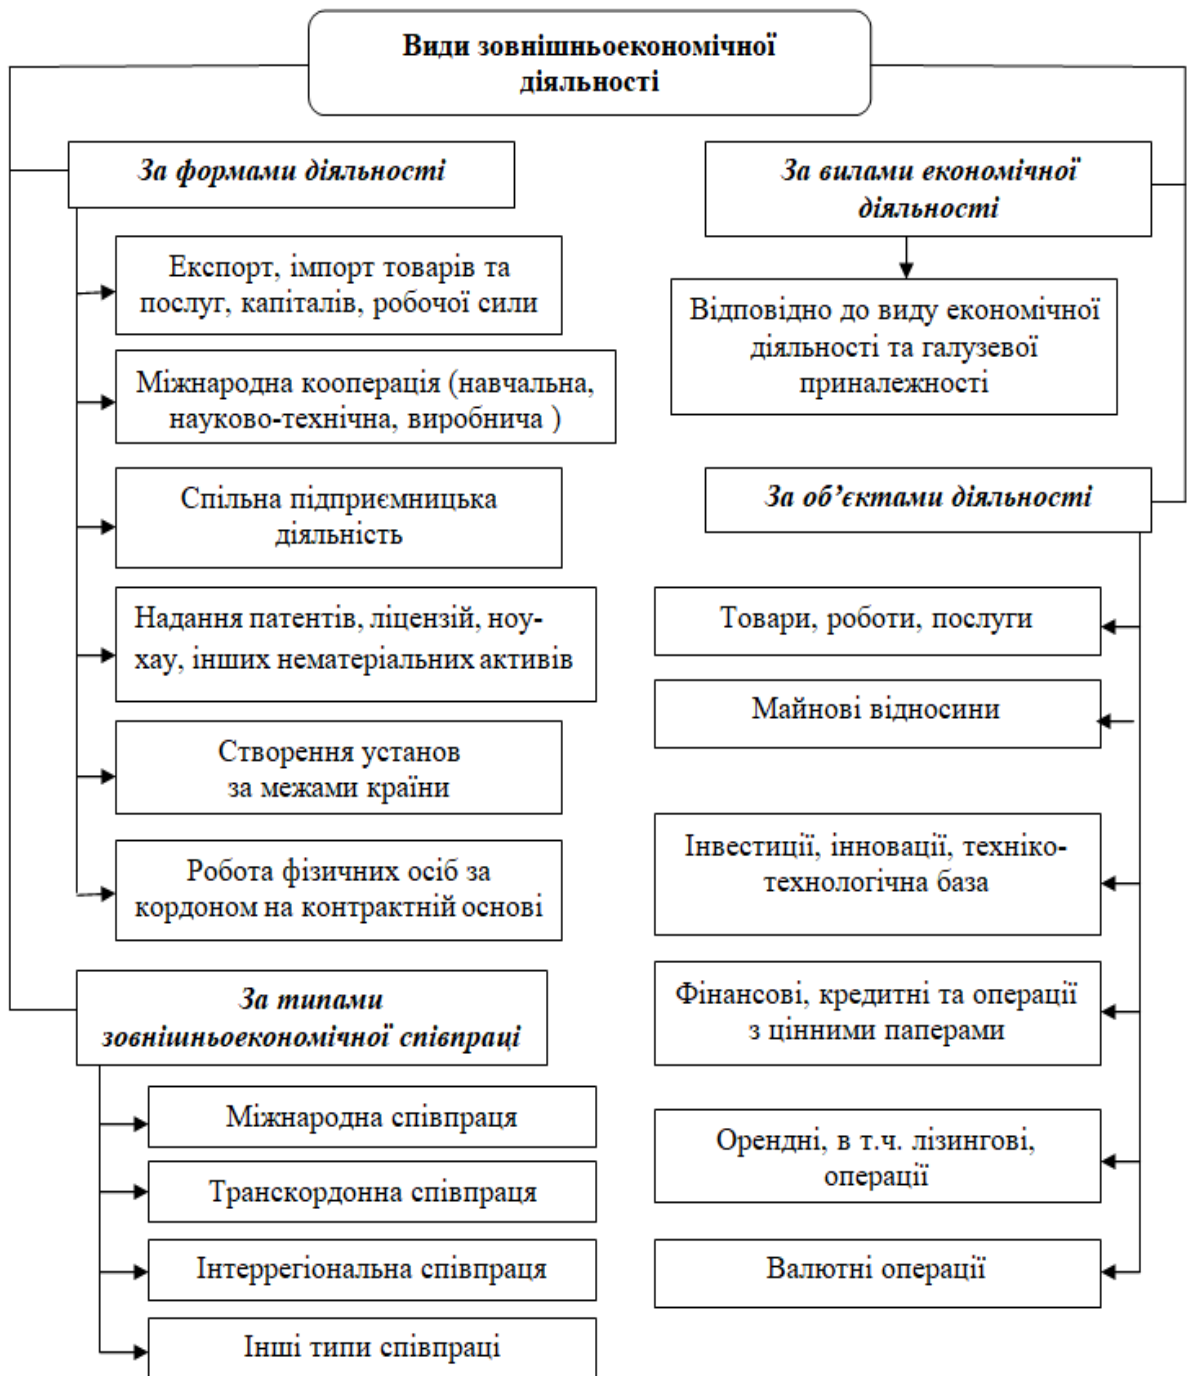 Види зовнішньоекономічної
діяльності
За формами діяльності
Експорт, імпорт товарів та
послуг, капіталів, робочої сили
Міжнародна кооперація (навчальна,
науково-технічна, виробнича )
Спільна підприємницька
діяльність
Надання патентів, ліцензій, ноу-
хау, інших нематеріальних активів
Створення установ
за межами країни
Робота фізичних осіб за
кордоном на контрактній основі
За типами
зовнішньоекономічної співпраці
Міжнародна співпраця
Транскордонна співпраця
Інтеррегіональна співпраця
Інші типи співпраці
За вилами економічної
діяльності
Відповідно до виду економічної
діяльності та галузевої
приналежності
За об’єктами діяльності
Товари, роботи, послуги
Майнові відносини
Інвестиції, інновації, техніко-
технологічна база
Фінансові, кредитні та операції
з цінними паперами
Орендні, в т.ч. лізингові,
операції
Валютні операції